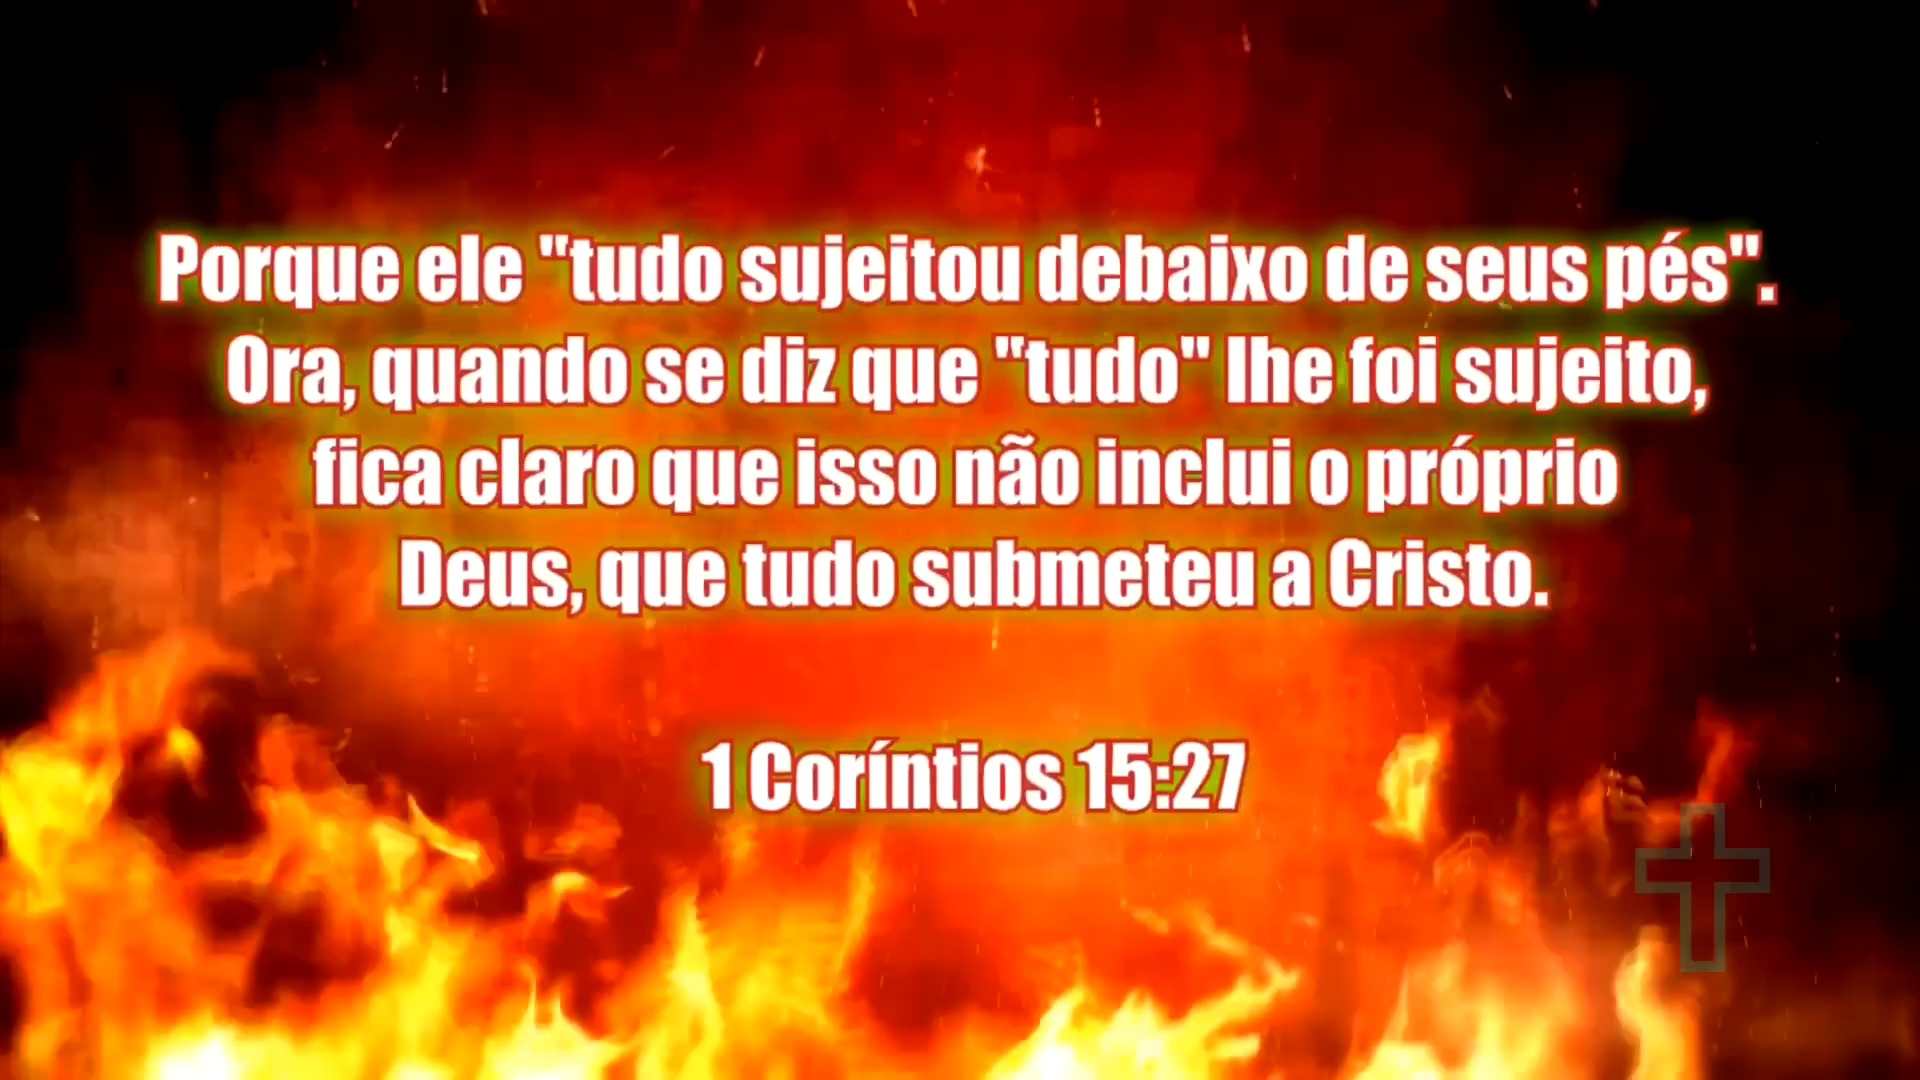 Porque ele "tudo sujeitou debaixo de seus pés".
Ora, quando se diz que "tudo" lhe foi sujeito,
fica claro que isso não inclui o próprio
Deus, que tudo submeteu a Cristo.
1 Coríntios 15:27